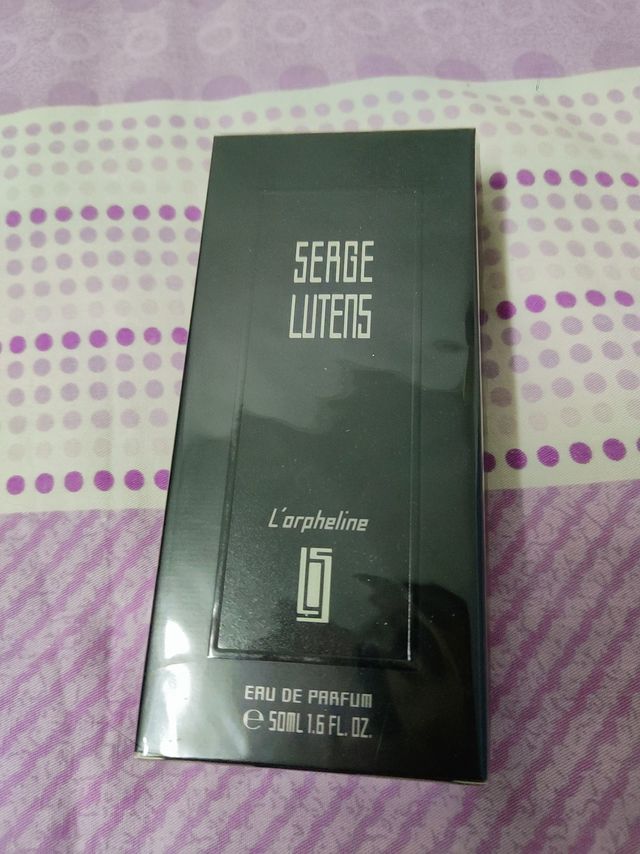 SERGE
LUTENS
L'orpheline
EAU DE PARFUM
℮ 50ML 1.6 FL. OZ.